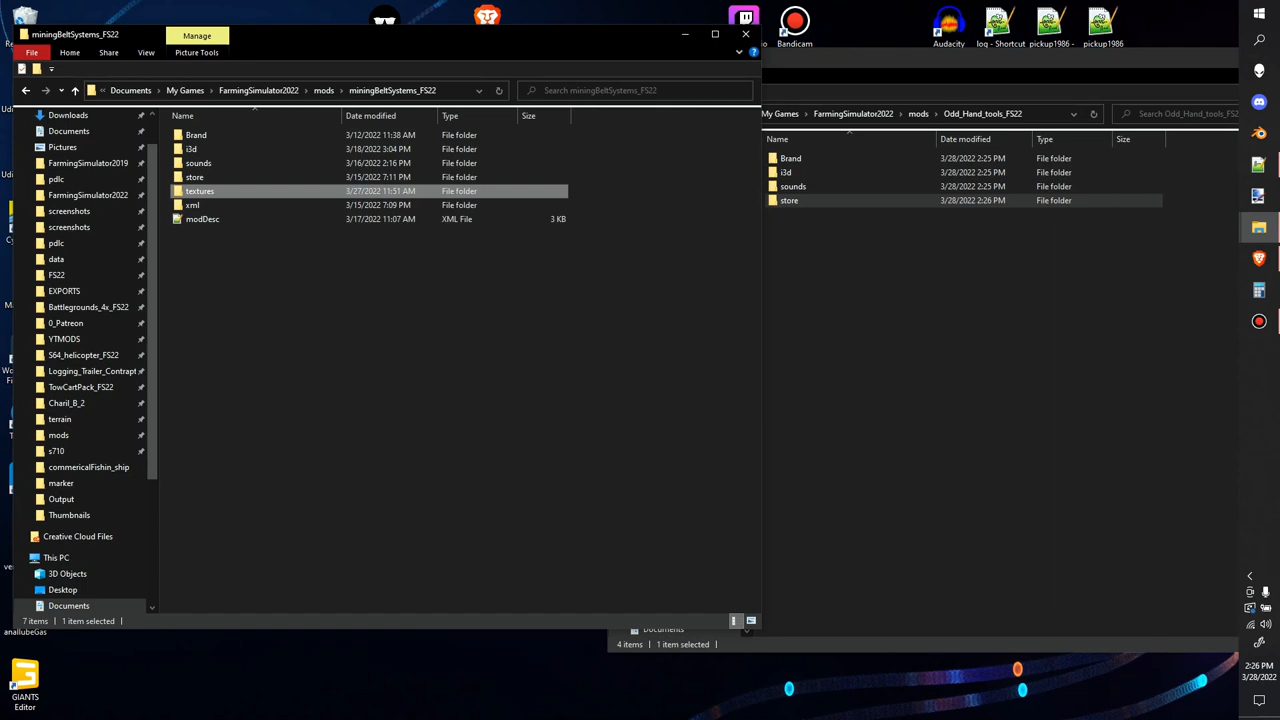 miningBeltSystems_FS22
Manage
File
Home
Share
View
Picture Tools
Documents
My Games
FarmingSimulator2022
mods
miningBeltSystems_FS22
Search miningBeltSystems_FS22
Name
Date modified
Type
Size
Brand
3/12/2022 11:38 AM
File folder
i3d
3/18/2022 3:04 PM
File folder
sounds
3/16/2022 2:16 PM
File folder
store
3/15/2022 7:11 PM
File folder
textures
3/27/2022 11:51 AM
File folder
xml
3/15/2022 7:09 PM
File folder
modDesc
3/17/2022 11:07 AM
XML File
3 KB
Downloads
Documents
Pictures
FarmingSimulator2019
pdlc
FarmingSimulator2022
screenshots
screenshots
pdlc
data
FS22
EXPORTS
Battlegrounds_4x_FS22
0_Patreon
YTMODS
S64_helicopter_FS22
Logging_Trailer_Contrapt
TowCartPack_FS22
Charil_B_2
terrain
mods
s710
commericalFishin_ship
marker
Output
Thumbnails
Creative Cloud Files
This PC
3D Objects
Desktop
Documents
7 items
1 item selected
Bandicam
Audacity
log - Shortcut
pickup1986 -
pickup1986
My Games
FarmingSimulator2022
mods
Odd_Hand_tools_FS22
Search Odd_Hand_tools_FS2
Name
Date modified
Type
Size
Brand
3/28/2022 2:25 PM
File folder
i3d
3/28/2022 2:25 PM
File folder
sounds
3/28/2022 2:25 PM
File folder
store
3/28/2022 2:26 PM
File folder
4 items
1 item selected
GIANTS
Editor
2:26 PM
3/28/2022